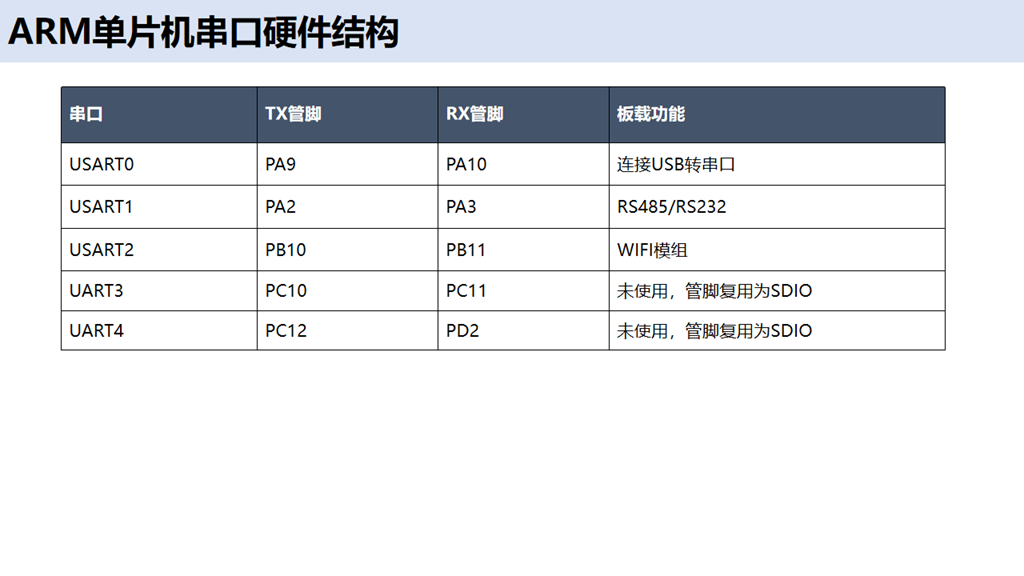 ARM单片机串口硬件结构
串口 TX管脚 RX管脚 板载功能
USART0 PA9 PA10 连接USB转串口
USART1 PA2 PA3 RS485/RS232
USART2 PB10 PB11 WIFI模组
UART3 PC10 PC11 未使用，管脚复用为SDIO
UART4 PC12 PD2 未使用，管脚复用为SDIO